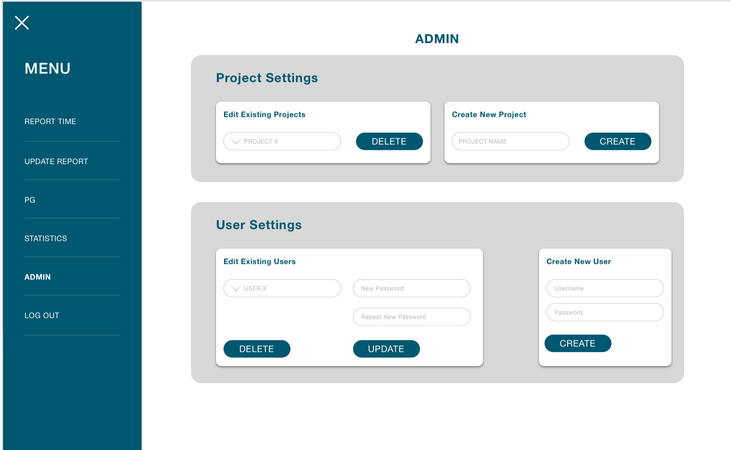 MENU
REPORT TIME
UPDATE REPORT
PG
STATISTICS
ADMIN
LOG OUT
ADMIN
Project Settings
Edit Existing Projects
PROJECT X
DELETE
Create New Project
PROJECT NAME
CREATE
User Settings
Edit Existing Users
USER X
New Password
Repeat New Password
DELETE
UPDATE
Create New User
Username
Password
CREATE